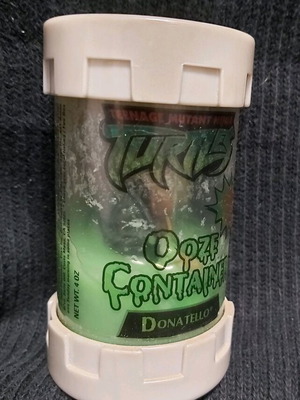 TEENAGE MUTANT NINJA
TURTLES
OOZE
CONTAINE
DONATELLO
NET WT. 4 OZ